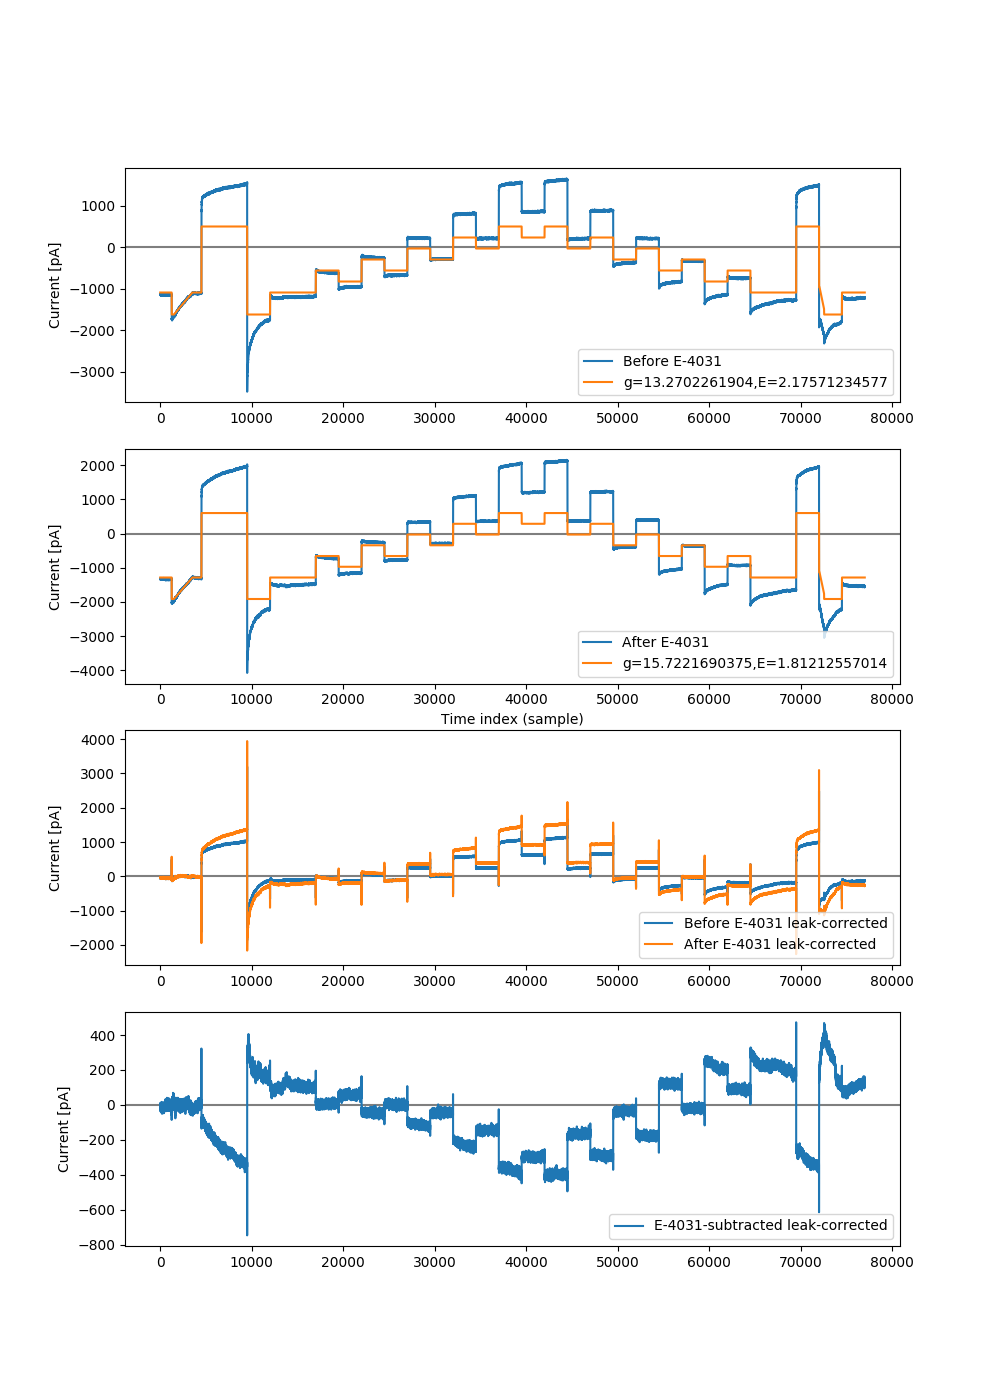 1000
0
−1000
−2000
−3000
Current [pA]
Before E-4031
g=13.2702261904,E=2.17571234577
0 10000 20000 30000 40000 50000 60000 70000 80000
2000
1000
0
−1000
−2000
−3000
−4000
Current [pA]
After E-4031
g=15.7221690375,E=1.81212557014
0 10000 20000 30000 40000 50000 60000 70000 80000
Time index (sample)
4000
3000
2000
1000
0
−1000
−2000
Current [pA]
Before E-4031 leak-corrected
After E-4031 leak-corrected
0 10000 20000 30000 40000 50000 60000 70000 80000
400
200
0
−200
−400
−600
−800
Current [pA]
E-4031-subtracted leak-corrected
0 10000 20000 30000 40000 50000 60000 70000 80000